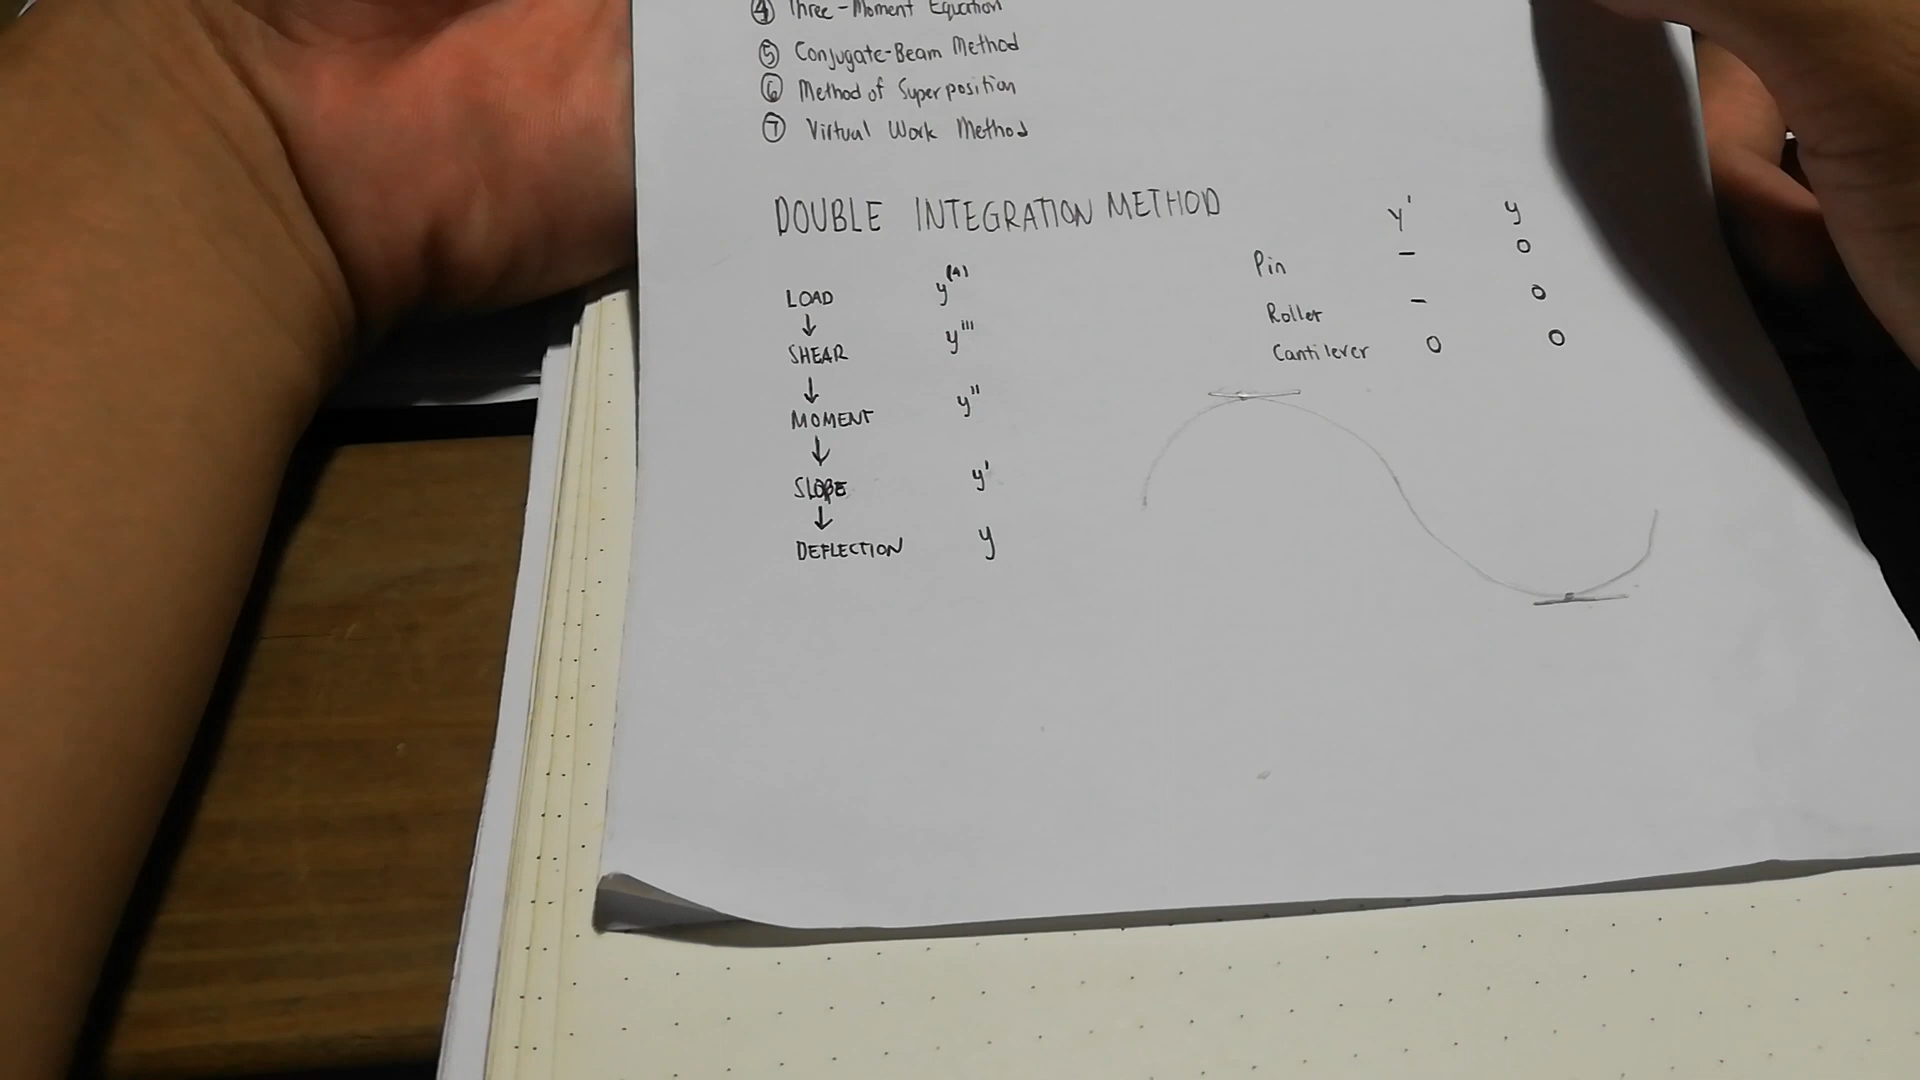 ④ Three-Moment Equation
⑤ Conjugate-Beam Method
⑥ Method of Superposition
⑦ Virtual Work Method
DOUBLE INTEGRATION METHOD
LOAD y⁽⁴⁾
↓
SHEAR y'''
↓
MOMENT y''
↓
SLOPE y'
↓
DEFLECTION y
y' y
Pin - 0
Roller - 0
Cantilever 0 0